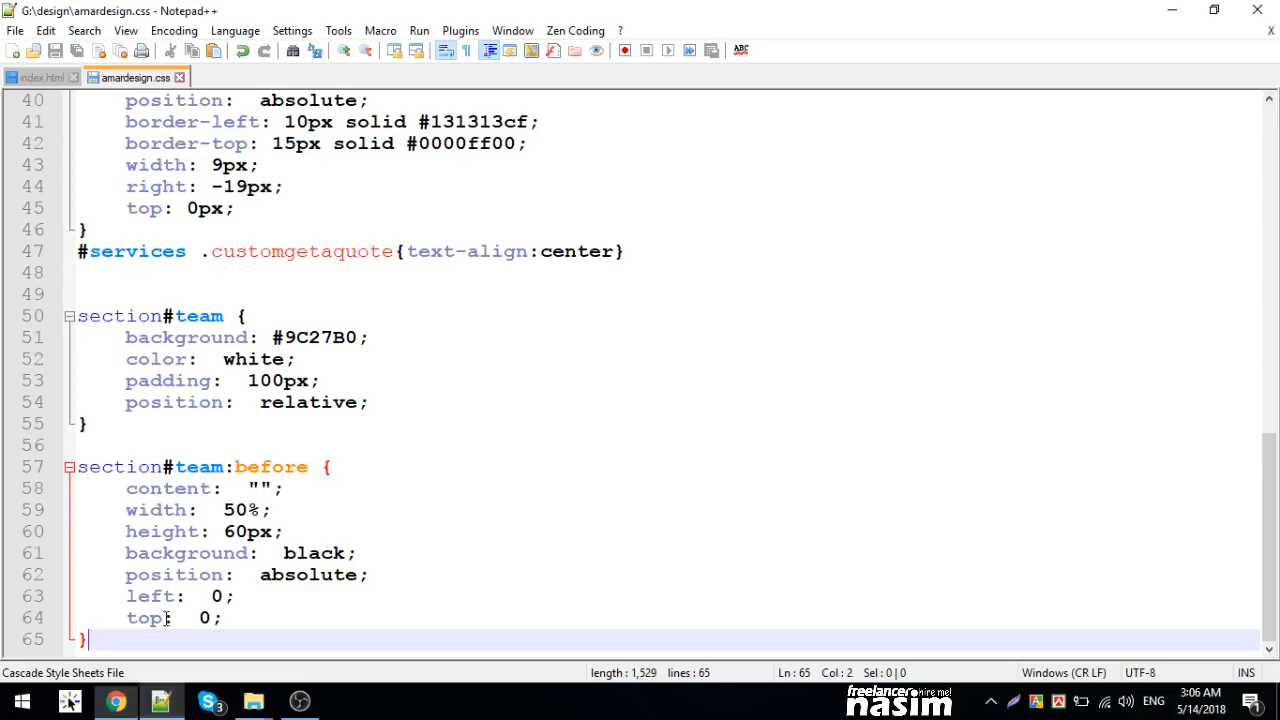 G:\design\amardesign.css - Notepad++
File Edit Search View Encoding Language Settings Tools Macro Run Plugins Window Zen Coding ? X
ABC
index.html amardesign.css
40 position: absolute;
41 border-left: 10px solid #131313cf;
42 border-top: 15px solid #0000ff00;
43 width: 9px;
44 right: -19px;
45 top: 0px;
46 }
47 #services .customgetaquote{text-align:center}
48
49
50 section#team {
51 background: #9C27B0;
52 color: white;
53 padding: 100px;
54 position: relative;
55 }
56
57 section#team:before {
58 content: "";
59 width: 50%;
60 height: 60px;
61 background: black;
62 position: absolute;
63 left: 0;
64 top: 0;
65 }
Cascade Style Sheets File length : 1,529 lines : 65 Ln : 65 Col : 2 Sel : 0 | 0 Windows (CR LF) UTF-8 INS
3 freelancer hire me! nasim ENG 3:06 AM 5/14/2018 1